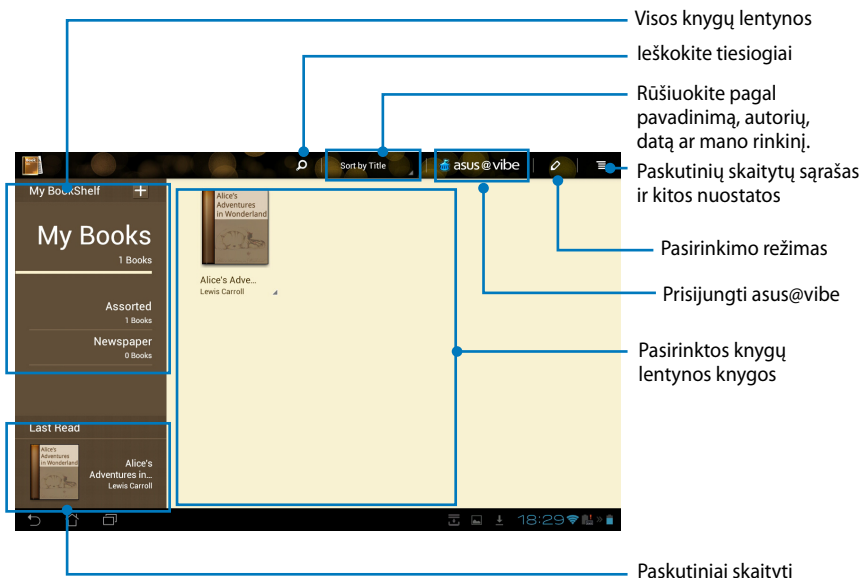 Visos knygų lentynos
Ieškokite tiesiogiai
Rūšiuokite pagal
pavadinimą, autorių,
datą ar mano rinkinį.
Paskutinių skaitytų sąrašas
ir kitos nuostatos
Pasirinkimo režimas
Prisijungti asus@vibe
Pasirinktos knygų
lentynos knygos
Paskutiniai skaityti
Sort by Title
asus@vibe
My BookShelf
My Books
1 Books
Assorted
1 Books
Newspaper
0 Books
Alice's
Adventures
in Wonderland
Alice's Adve...
Lewis Carroll
Last Read
Alice's
Adventures
in Wonderland
Alice's
Adventures in...
Lewis Carroll
18:29